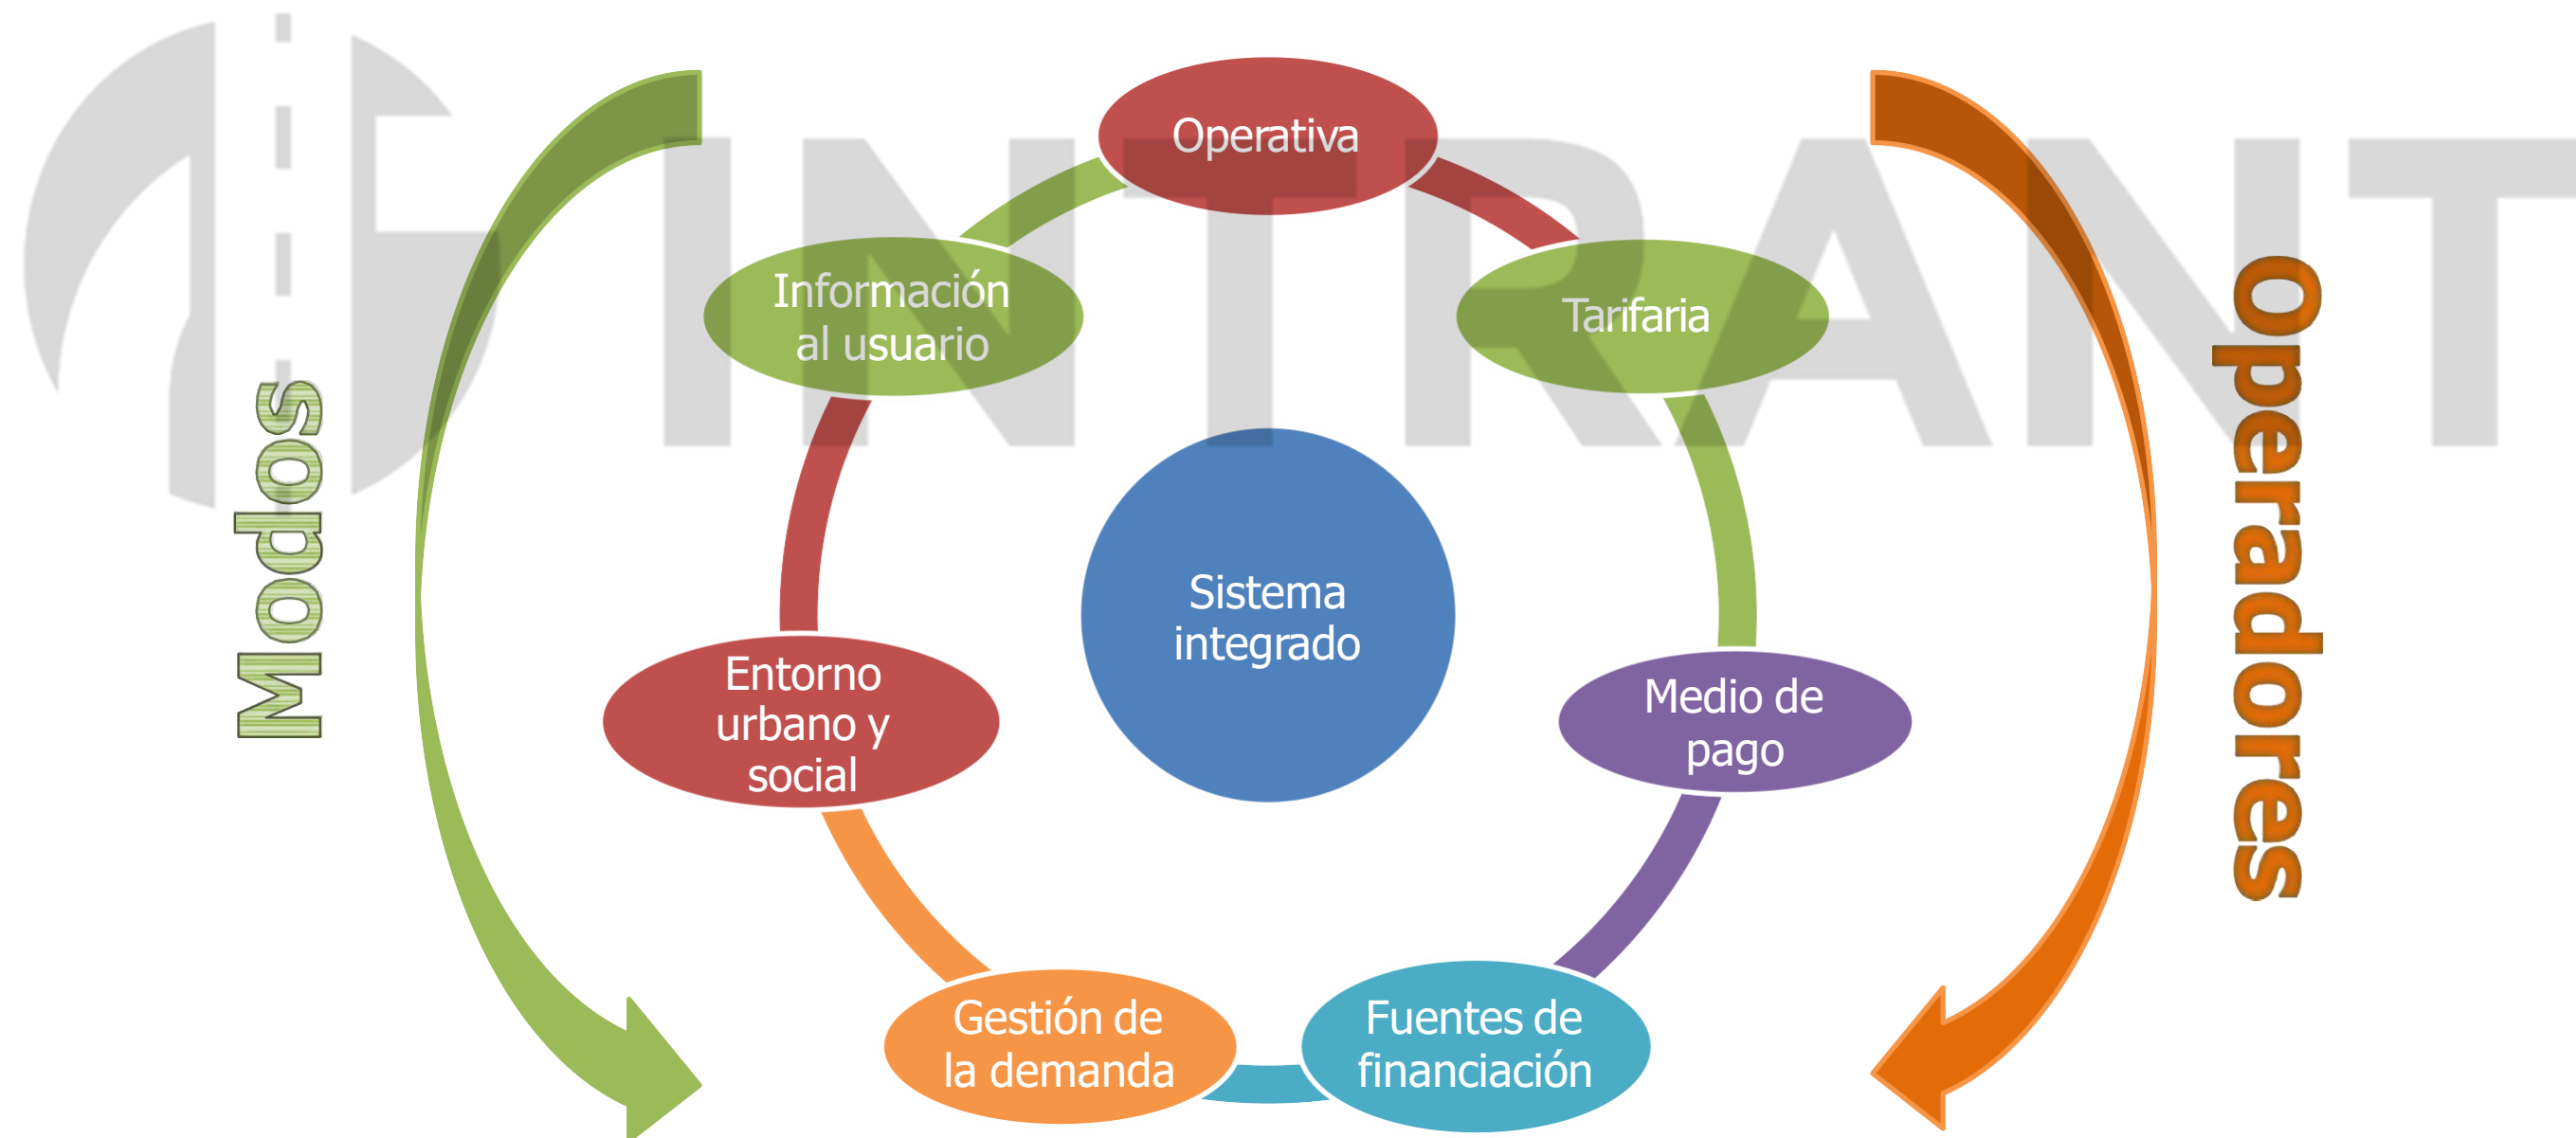 INTRANT
Operativa
Información
al usuario
Tarifaria
Modos
Operadores
Sistema
integrado
Entorno
urbano y
social
Medio de
pago
Gestión de
la demanda
Fuentes de
financiación